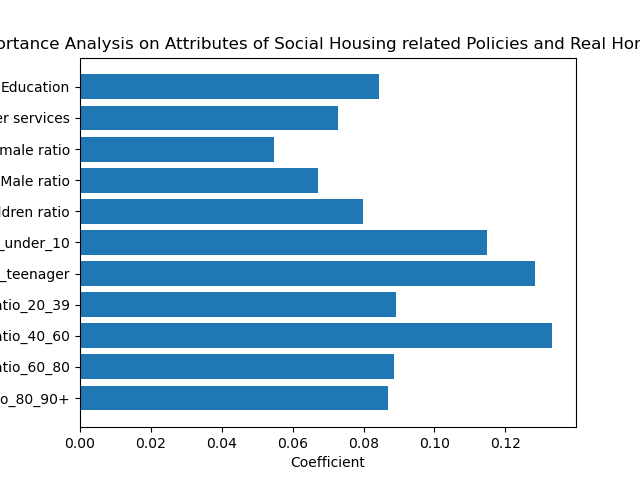 ortance Analysis on Attributes of Social Housing related Policies and Real Hor
Education
er services
male ratio
Male ratio
ldren ratio
_under_10
_teenager
atio_20_39
atio_40_60
atio_60_80
o_80_90+
0.00 0.02 0.04 0.06 0.08 0.10 0.12
Coefficient